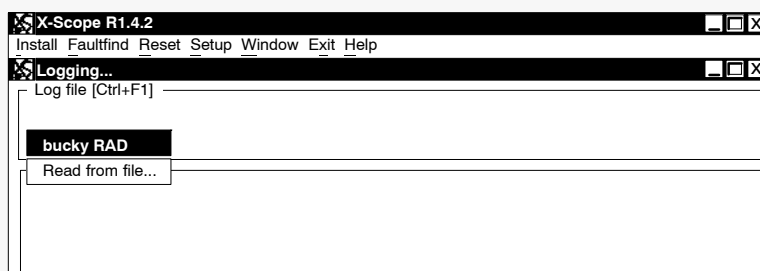 X-Scope R1.4.2
Install Faultfind Reset Setup Window Exit Help
Logging...
Log file [Ctrl+F1]
bucky RAD
Read from file...